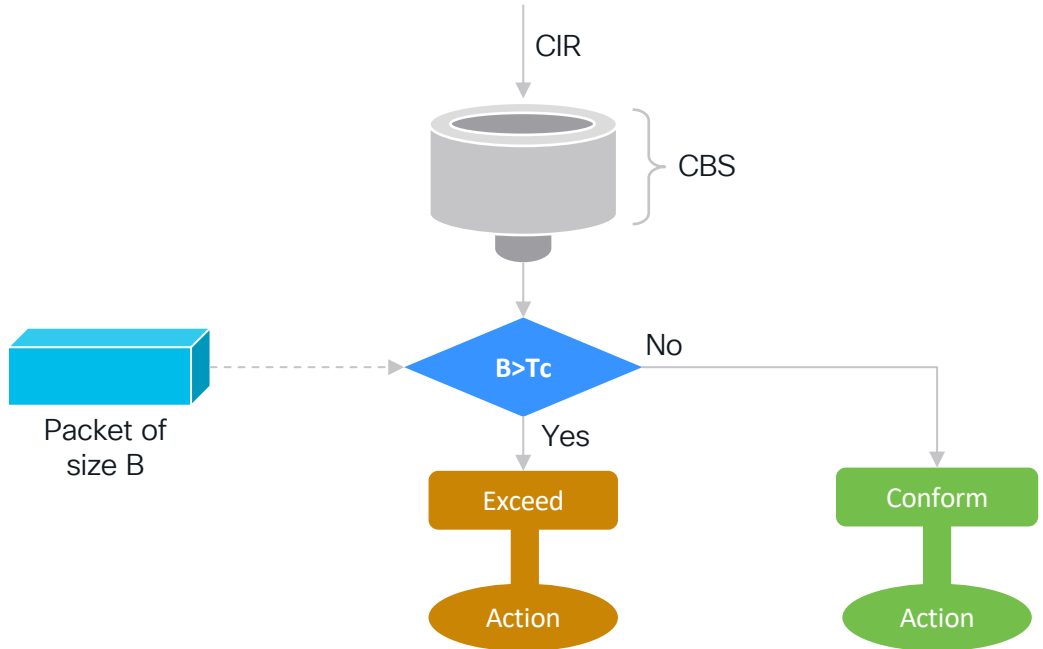 CIR
CBS
No
B>Tc
Packet of
size B
Yes
Exceed
Conform
Action
Action